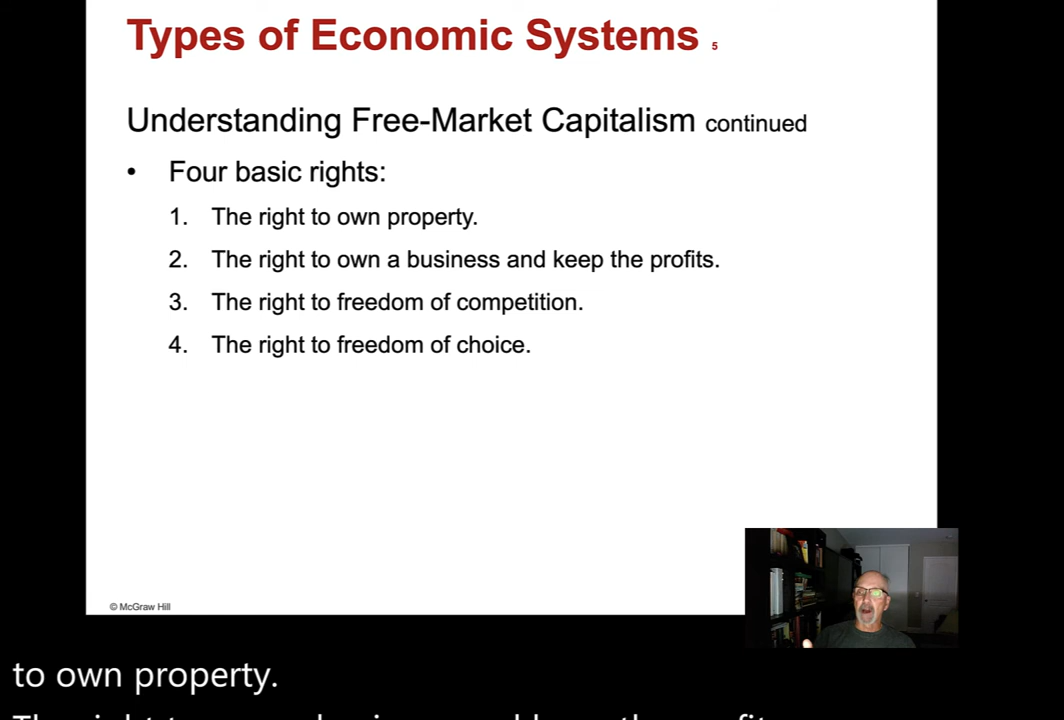 Types of Economic Systems 5
Understanding Free-Market Capitalism continued
• Four basic rights:
1. The right to own property.
2. The right to own a business and keep the profits.
3. The right to freedom of competition.
4. The right to freedom of choice.
© McGraw Hill
to own property.